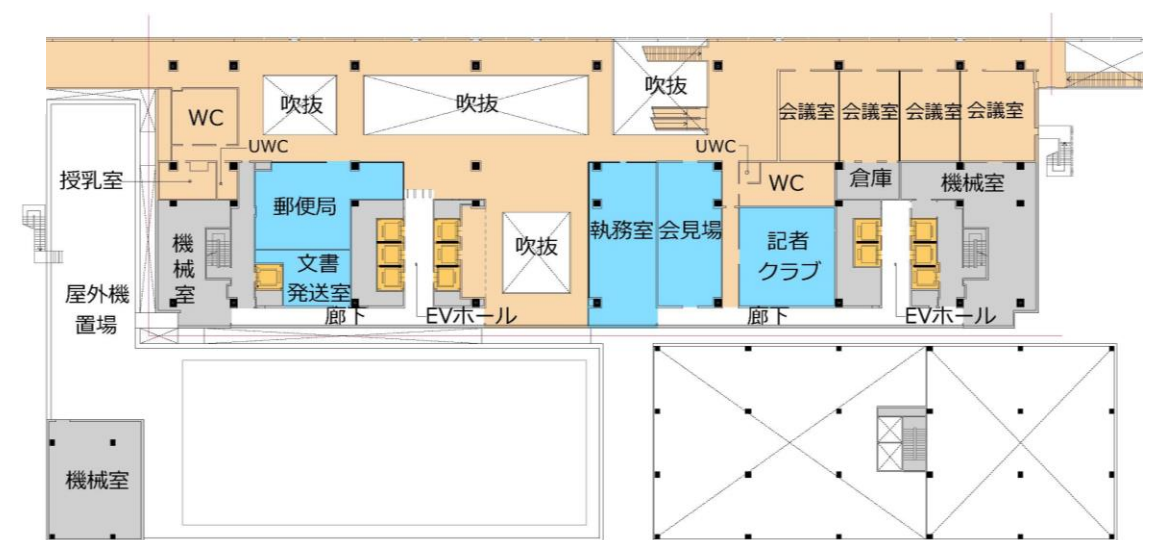 吹抜
吹抜
吹抜
WC
UWC
授乳室
会議室
会議室
会議室
会議室
UWC
WC
倉庫
機械室
郵便局
機
械
室
文書
発送室
吹抜
執務室
会見場
記者
クラブ
屋外機
置場
廊下
EVホール
廊下
EVホール
機械室